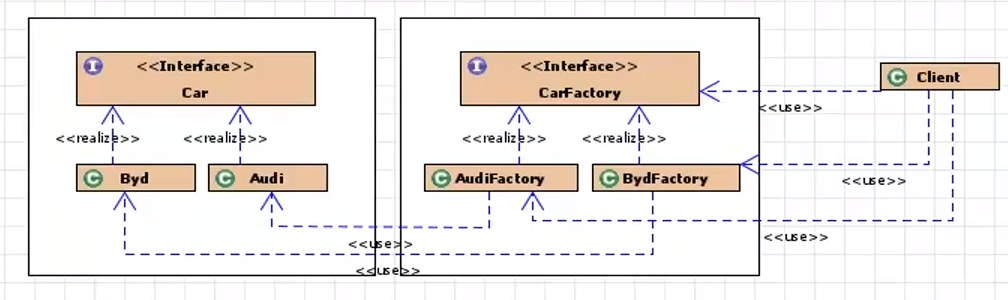 I
<<Interface>>
Car
<<realize>>
<<realize>>
C
Byd
C
Audi
I
<<Interface>>
CarFactory
<<realize>>
<<realize>>
C
AudiFactory
C
BydFactory
C
Client
<<use>>
<<use>>
<<use>>
<<use>>
<<use>>